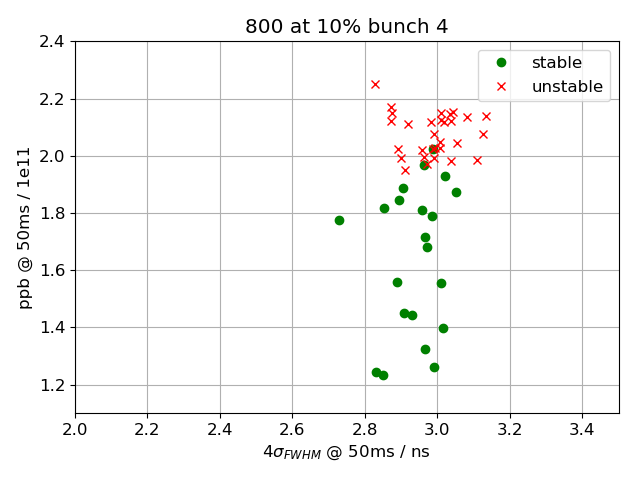 800 at 10% bunch 4
stable
unstable
2.4
2.2
2.0
1.8
1.6
1.4
1.2
ppb @ 50ms / 1e11
2.0 2.2 2.4 2.6 2.8 3.0 3.2 3.4
4σFWHM @ 50ms / ns